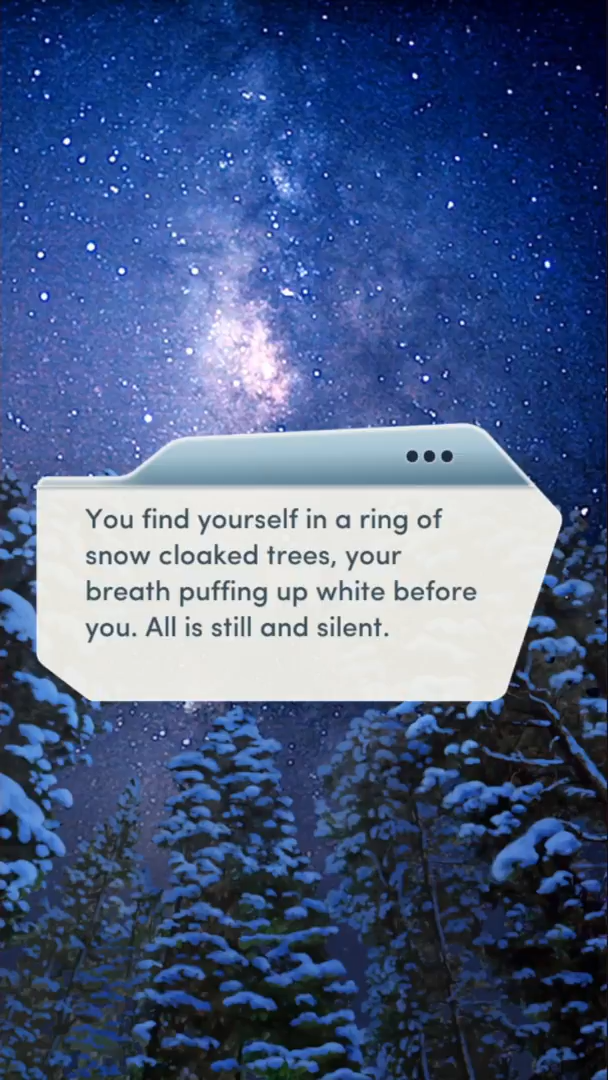 You find yourself in a ring of
snow cloaked trees, your
breath puffing up white before
you. All is still and silent.